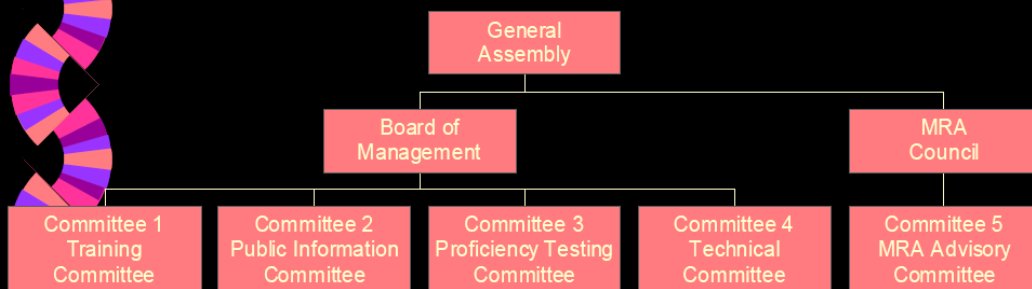 General
Assembly
Board of
Management
MRA
Council
Committee 1
Training
Committee
Committee 2
Public Information
Committee
Committee 3
Proficiency Testing
Committee
Committee 4
Technical
Committee
Committee 5
MRA Advisory
Committee